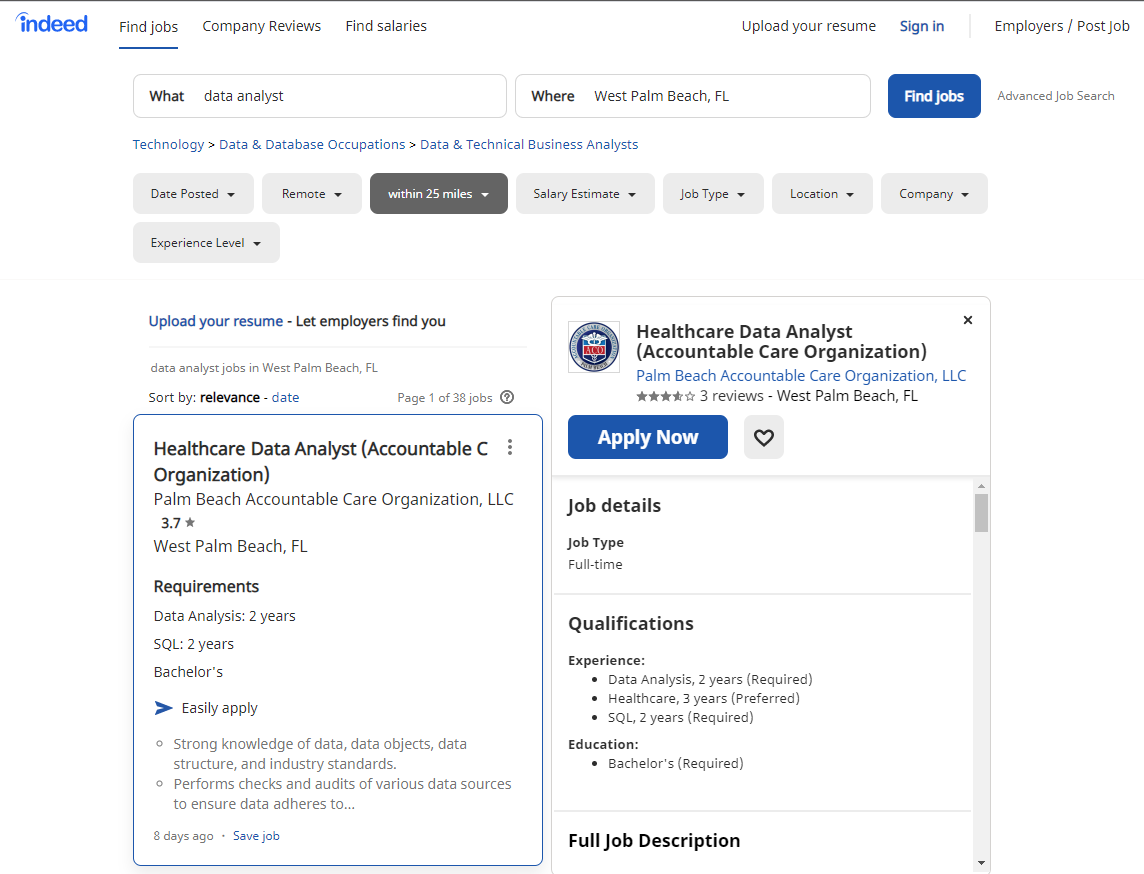 indeed
Find jobs
Company Reviews
Find salaries
Upload your resume
Sign in
Employers / Post Job
What
data analyst
Where
West Palm Beach, FL
Find jobs
Advanced Job Search
Technology > Data & Database Occupations > Data & Technical Business Analysts
Date Posted
Remote
within 25 miles
Salary Estimate
Job Type
Location
Company
Experience Level
Upload your resume - Let employers find you
data analyst jobs in West Palm Beach, FL
Sort by: relevance - date
Page 1 of 38 jobs
Healthcare Data Analyst (Accountable C
Organization)
Palm Beach Accountable Care Organization, LLC
3.7
West Palm Beach, FL
Requirements
Data Analysis: 2 years
SQL: 2 years
Bachelor's
Easily apply
Strong knowledge of data, data objects, data
structure, and industry standards.
Performs checks and audits of various data sources
to ensure data adheres to...
8 days ago · Save job
ACO
Healthcare Data Analyst
(Accountable Care Organization)
Palm Beach Accountable Care Organization, LLC
3 reviews - West Palm Beach, FL
Apply Now
Job details
Job Type
Full-time
Qualifications
Experience:
Data Analysis, 2 years (Required)
Healthcare, 3 years (Preferred)
SQL, 2 years (Required)
Education:
Bachelor's (Required)
Full Job Description